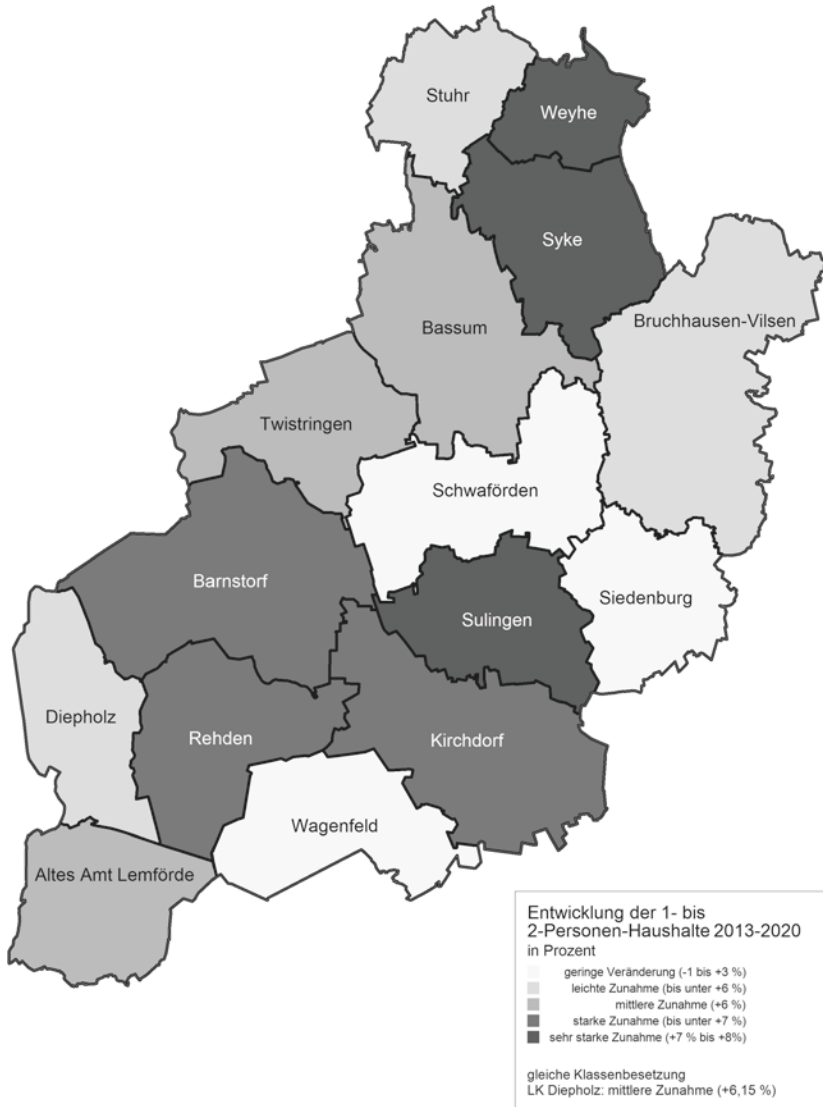 Stuhr
Weyhe
Syke
Bruchhausen-Vilsen
Bassum
Twistringen
Schwaförden
Barnstorf
Siedenburg
Sulingen
Diepholz
Rehden
Kirchdorf
Wagenfeld
Altes Amt Lemförde
Entwicklung der 1- bis
2-Personen-Haushalte 2013-2020
in Prozent
geringe Veränderung (-1 bis +3 %)
leichte Zunahme (bis unter +6 %)
mittlere Zunahme (+6 %)
starke Zunahme (bis unter +7 %)
sehr starke Zunahme (+7 % bis +8%)
gleiche Klassenbesetzung
LK Diepholz: mittlere Zunahme (+6,15 %)